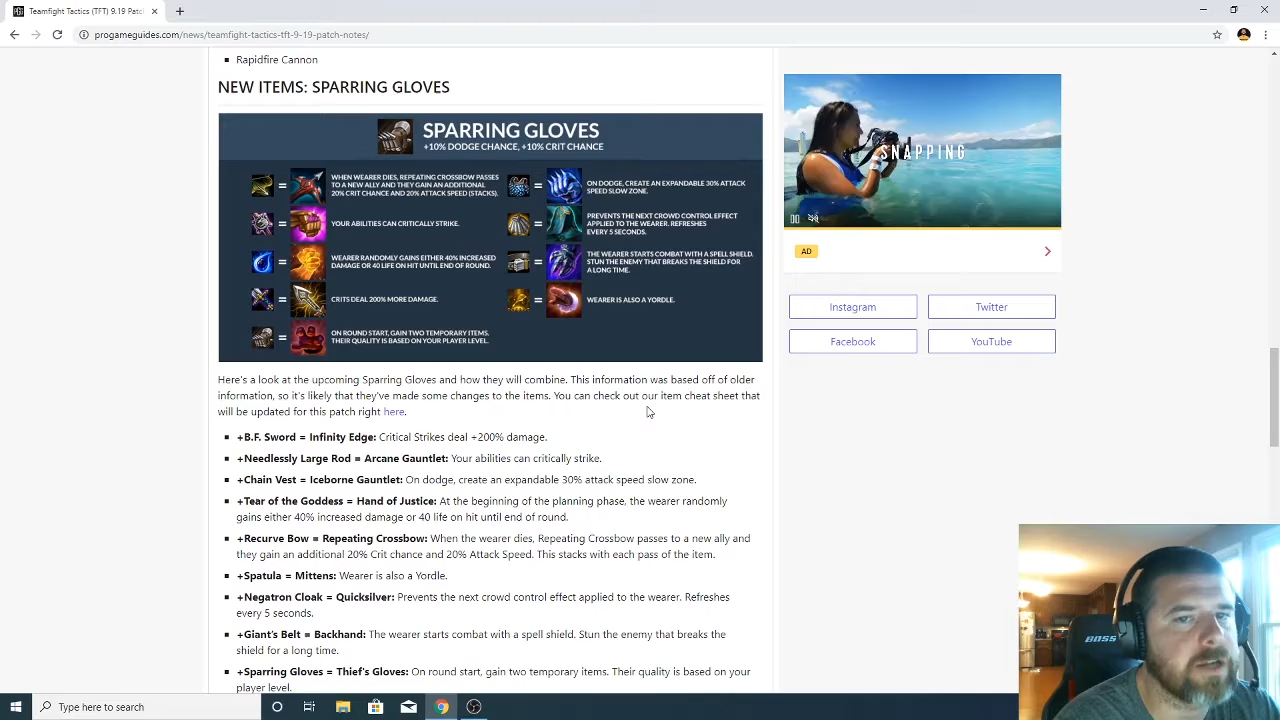 Teamfight Tactics (TFT) 9.19 Patc
progameguides.com/news/teamfight-tactics-tft-9-19-patch-notes/
Rapidfire Cannon
NEW ITEMS: SPARRING GLOVES
SPARRING GLOVES
+10% DODGE CHANCE, +10% CRIT CHANCE
= WHEN WEARER DIES, REPEATING CROSSBOW PASSES
TO A NEW ALLY AND THEY GAIN AN ADDITIONAL
20% CRIT CHANCE AND 20% ATTACK SPEED (STACKS).
= ON DODGE, CREATE AN EXPANDABLE 30% ATTACK
SPEED SLOW ZONE.
= YOUR ABILITIES CAN CRITICALLY STRIKE.
= PREVENTS THE NEXT CROWD CONTROL EFFECT
APPLIED TO THE WEARER. REFRESHES
EVERY 5 SECONDS.
= WEARER RANDOMLY GAINS EITHER 40% INCREASED
DAMAGE OR 40 LIFE ON HIT UNTIL END OF ROUND.
= THE WEARER STARTS COMBAT WITH A SPELL SHIELD.
STUN THE ENEMY THAT BREAKS THE SHIELD FOR
A LONG TIME.
= CRITS DEAL 200% MORE DAMAGE.
= WEARER IS ALSO A YORDLE.
= ON ROUND START, GAIN TWO TEMPORARY ITEMS.
THEIR QUALITY IS BASED ON YOUR PLAYER LEVEL.
Here's a look at the upcoming Sparring Gloves and how they will combine. This information was based off of older
information, so it's likely that they've made some changes to the items. You can check out our item cheat sheet that
will be updated for this patch right here.
+B.F. Sword = Infinity Edge: Critical Strikes deal +200% damage.
+Needlessly Large Rod = Arcane Gauntlet: Your abilities can critically strike.
+Chain Vest = Iceborne Gauntlet: On dodge, create an expandable 30% attack speed slow zone.
+Tear of the Goddess = Hand of Justice: At the beginning of the planning phase, the wearer randomly
gains either 40% increased damage or 40 life on hit until end of round.
+Recurve Bow = Repeating Crossbow: When the wearer dies, Repeating Crossbow passes to a new ally and
they gain an additional 20% Crit chance and 20% Attack Speed. This stacks with each pass of the item.
+Spatula = Mittens: Wearer is also a Yordle.
+Negatron Cloak = Quicksilver: Prevents the next crowd control effect applied to the wearer. Refreshes
every 5 seconds.
+Giant's Belt = Backhand: The wearer starts combat with a spell shield. Stun the enemy that breaks the
shield for a long time.
+Sparring Gloves = Thief's Gloves: On round start, gain two temporary items. Their quality is based on your
player level.
SNAPPING
AD
Instagram
Twitter
Facebook
YouTube
BOSS
Type here to search